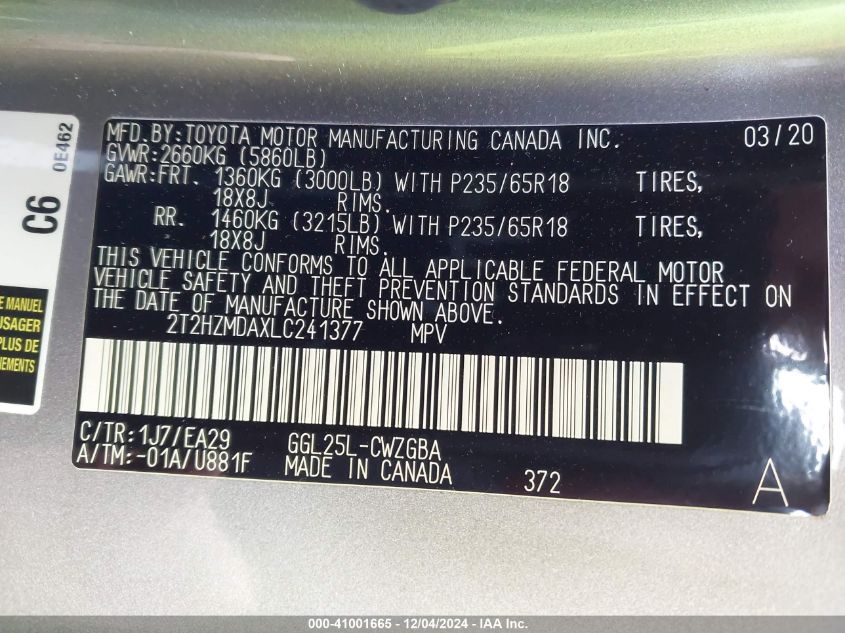 MFD.BY:TOYOTA MOTOR MANUFACTURING CANADA INC. 03/20
GVWR:2660KG (5860LB)
GAWR:FRT. 1360KG (3000LB) WITH P235/65R18 TIRES,
18X8J RIMS.
RR. 1460KG (3215LB) WITH P235/65R18 TIRES,
18X8J RIMS.
THIS VEHICLE CONFORMS TO ALL APPLICABLE FEDERAL MOTOR
VEHICLE SAFETY AND THEFT PREVENTION STANDARDS IN EFFECT ON
THE DATE OF MANUFACTURE SHOWN ABOVE.
2T2HZMDAXLC241377 MPV
C/TR:1J7/EA29 GGL25L-CWZGBA
A/TM:-01A/U881F MADE IN CANADA 372 A
C6 0E462
E MANUEL
USAGER
PLUS DE
NEMENTS
000-41001665 - 12/04/2024 - IAA Inc.